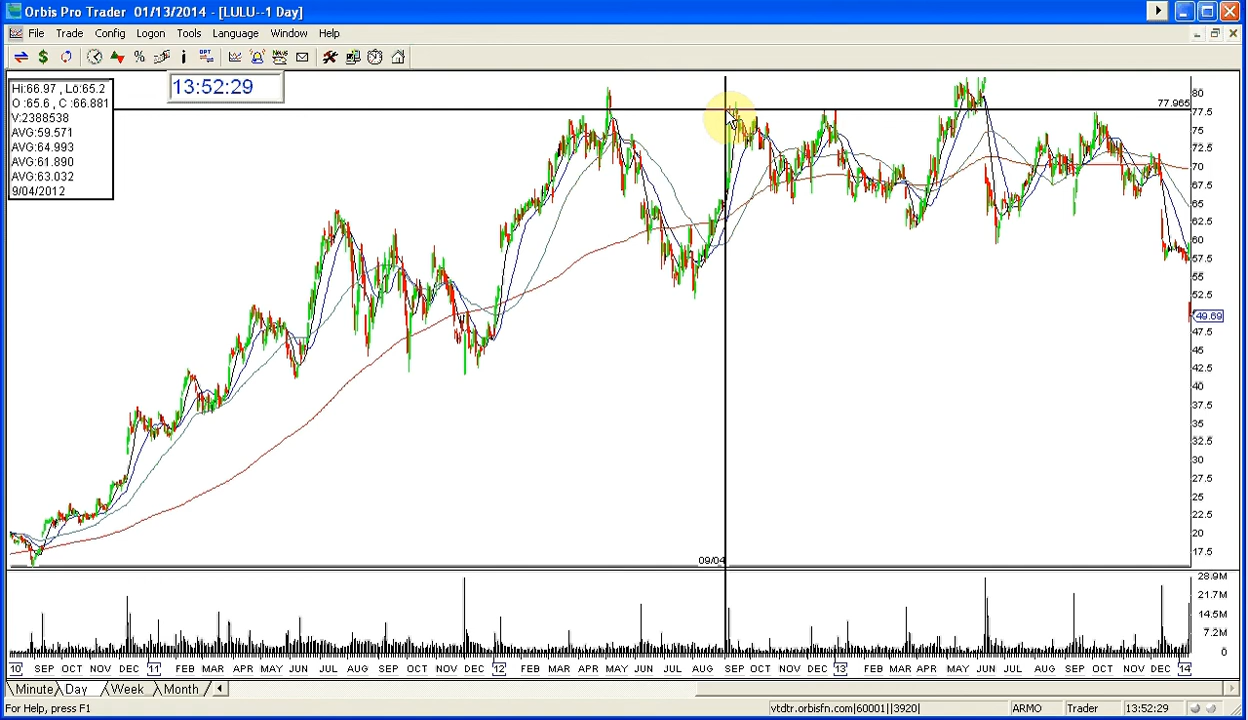 Orbis Pro Trader 01/13/2014 - [LULU--1 Day]
File Trade Config Logon Tools Language Window Help
$ % i OPT
Hi:66.97 , Lo:65.2
O :65.6 , C :66.881
V:2388538
AVG:59.571
AVG:64.993
AVG:61.890
AVG:63.032
9/04/2012
13:52:29
77.965
80
77.5
75
72.5
70
67.5
65
62.5
60
57.5
55
52.5
49.69
47.5
45
42.5
40
37.5
35
32.5
30
27.5
25
22.5
20
17.5
09/04
28.9M
21.7M
14.5M
7.2M
0
10 SEP OCT NOV DEC 11 FEB MAR APR MAY JUN JUL AUG SEP OCT NOV DEC 12 FEB MAR APR MAY JUN JUL AUG SEP OCT NOV DEC 13 FEB MAR APR MAY JUN JUL AUG SEP OCT NOV DEC 14
Minute Day Week Month
For Help, press F1
vtdtr.orbisfn.com|60001||3920|
ARMO
Trader
13:52:29